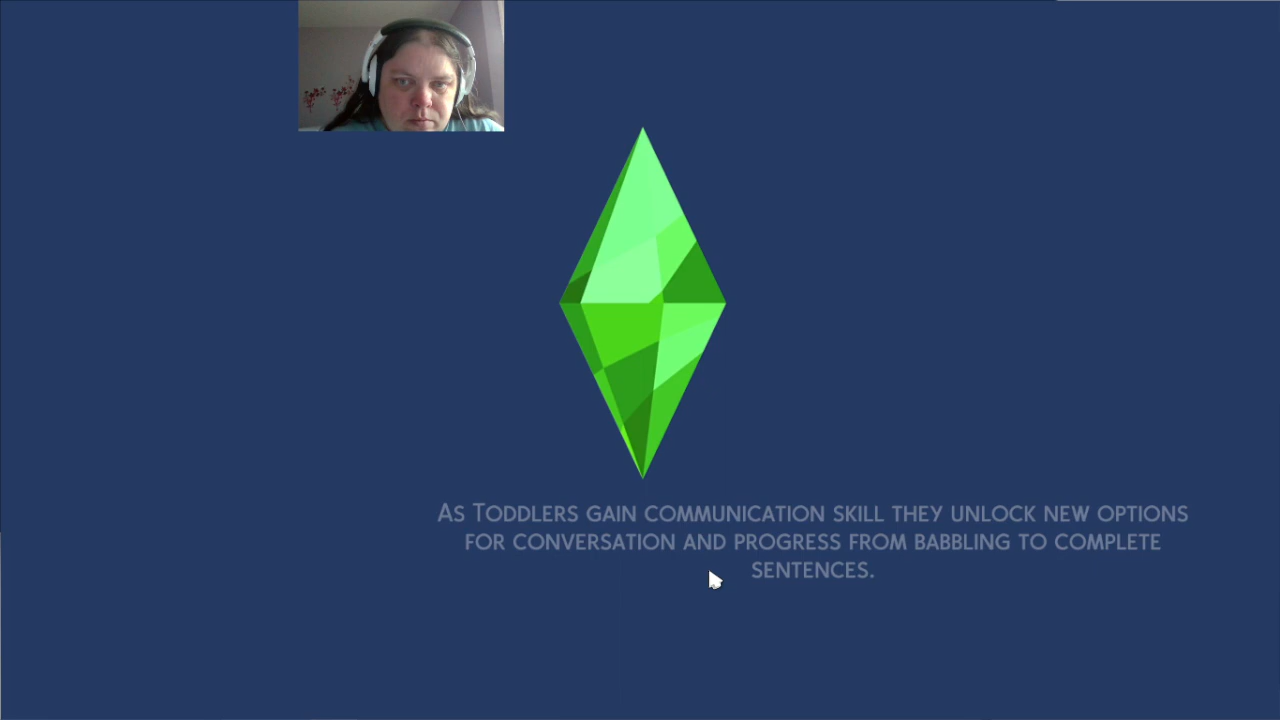 As Toddlers gain communication skill they unlock new options
for conversation and progress from babbling to complete
sentences.